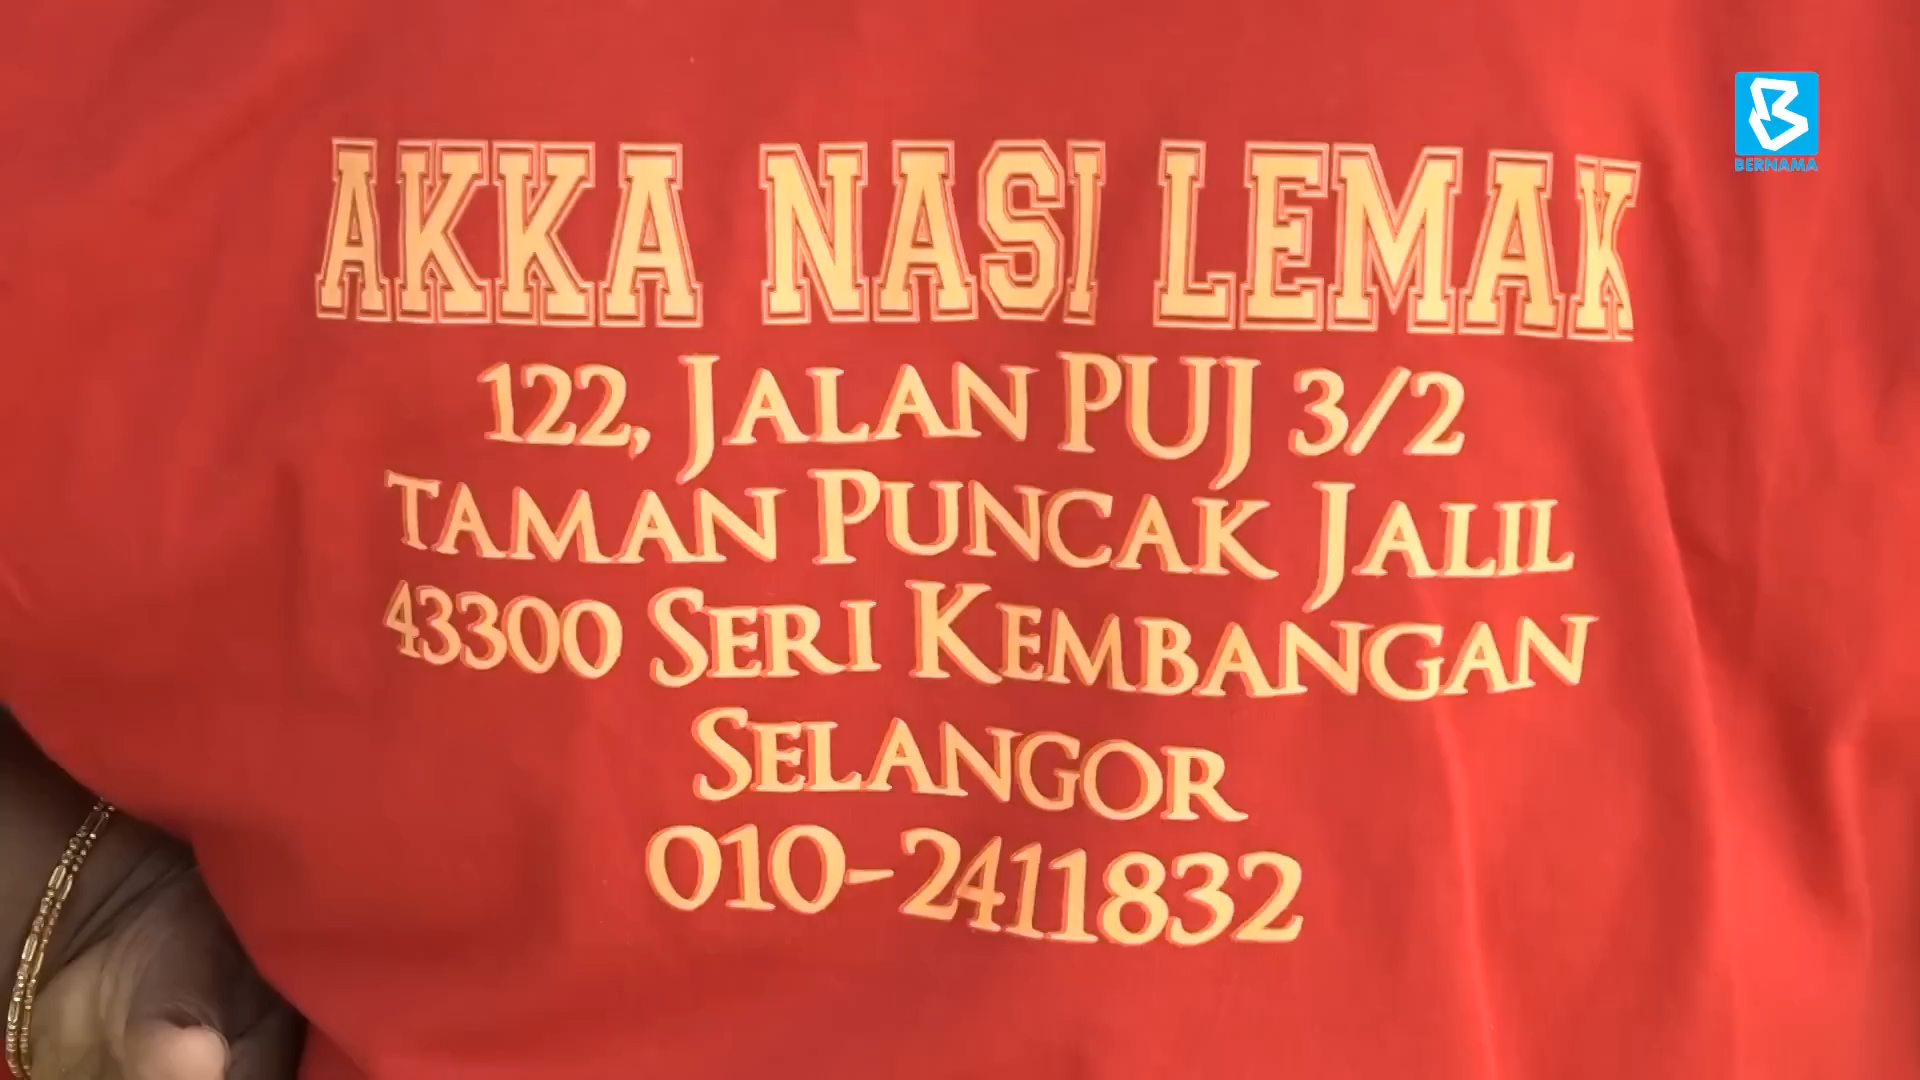 BERNAMA
AKKA NASI LEMAK
122, JALAN PUJ 3/2
TAMAN PUNCAK JALIL
43300 SERI KEMBANGAN
SELANGOR
010-2411832